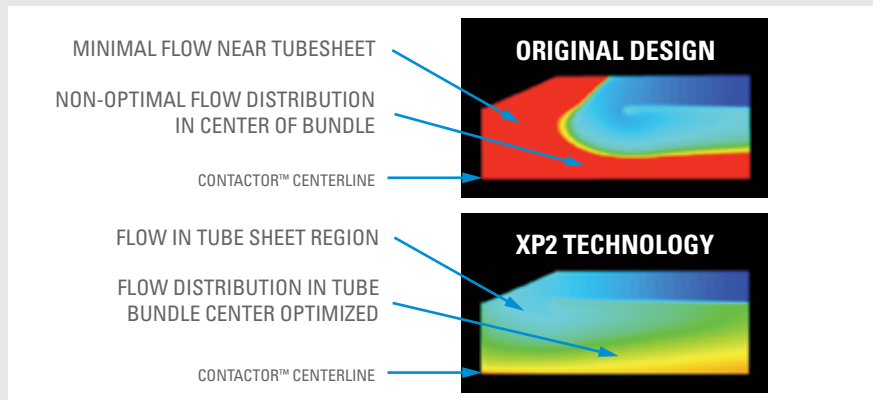 MINIMAL FLOW NEAR TUBESHEET
NON-OPTIMAL FLOW DISTRIBUTION
IN CENTER OF BUNDLE
CONTACTOR™ CENTERLINE
ORIGINAL DESIGN
FLOW IN TUBE SHEET REGION
FLOW DISTRIBUTION IN TUBE
BUNDLE CENTER OPTIMIZED
CONTACTOR™ CENTERLINE
XP2 TECHNOLOGY